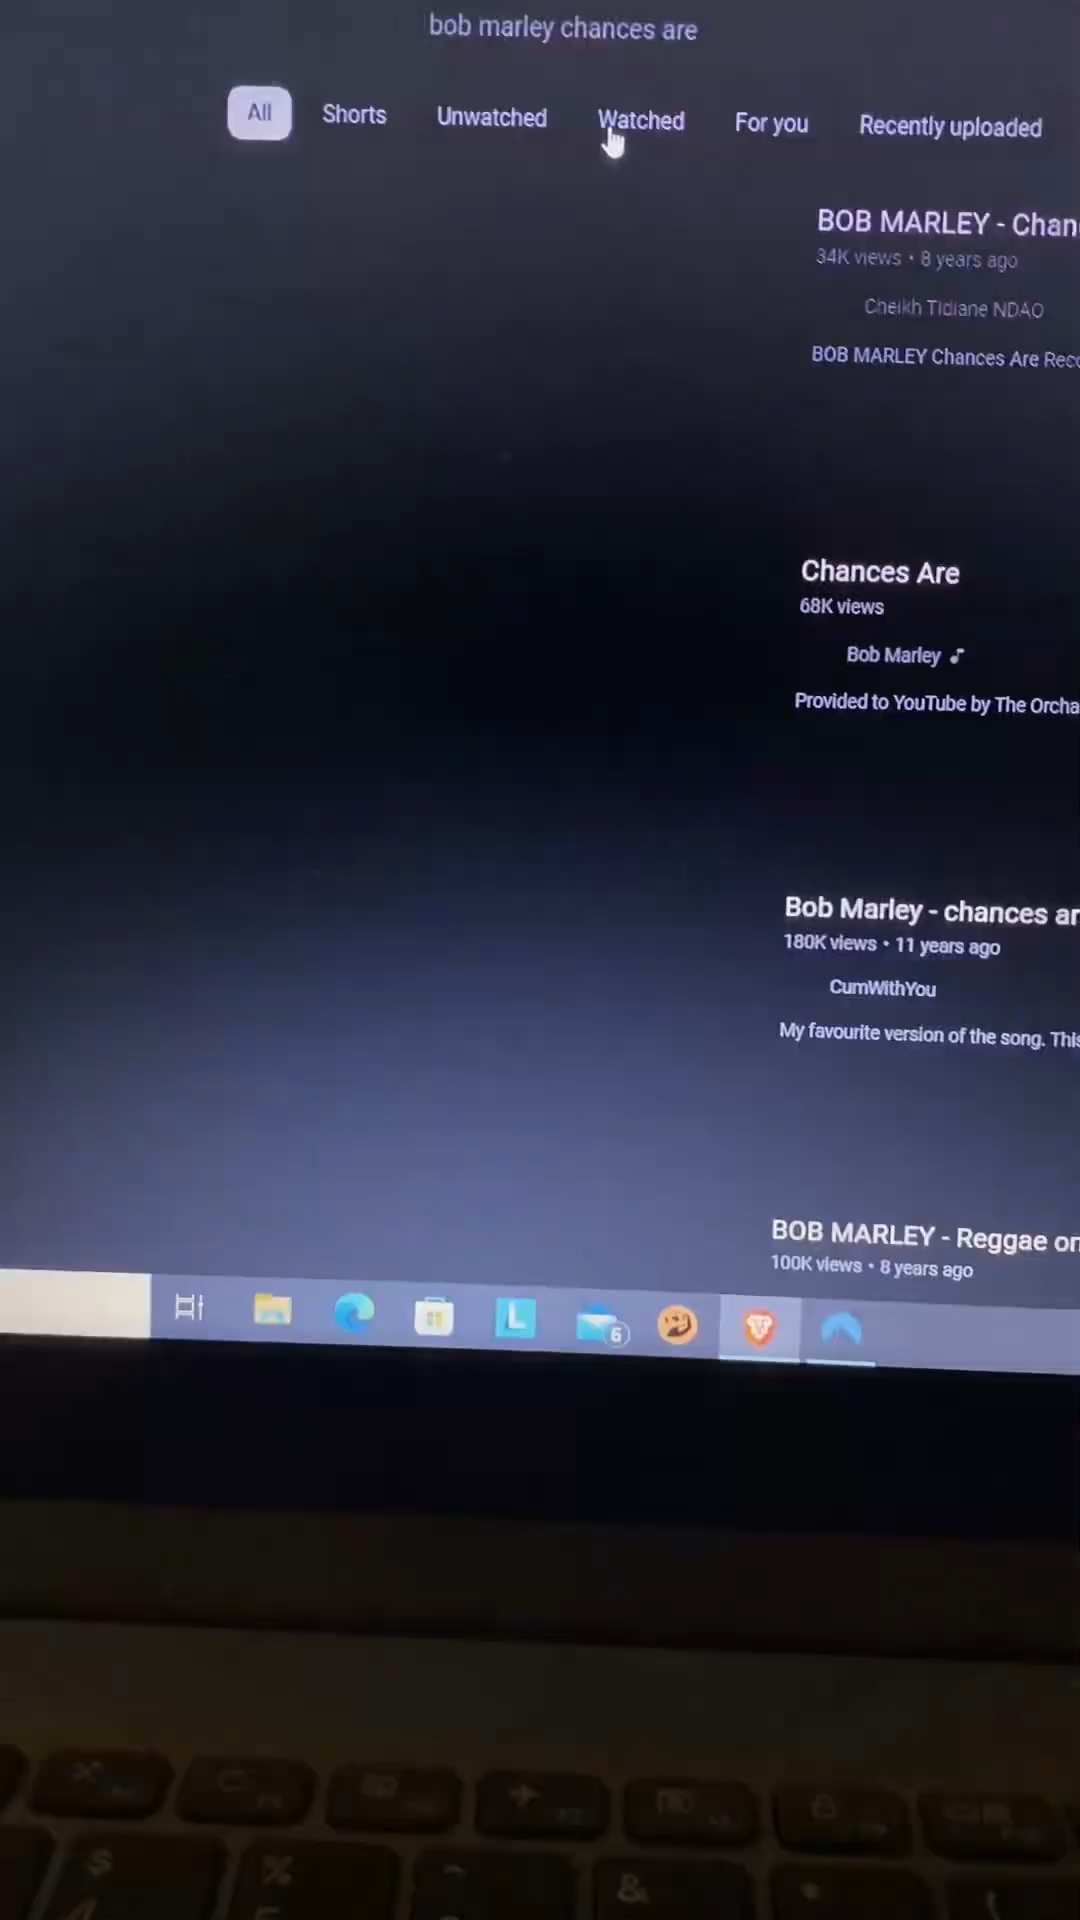 bob marley chances are
All Shorts Unwatched Watched For you Recently uploaded
BOB MARLEY - Chan
34K views • 8 years ago
Cheikh Tidiane NDAO
BOB MARLEY Chances Are Reco
Chances Are
68K views
Bob Marley ♪
Provided to YouTube by The Orcha
Bob Marley - chances ar
180K views • 11 years ago
CumWithYou
My favourite version of the song. This
BOB MARLEY - Reggae on
100K views • 8 years ago
L
6
$
%
&